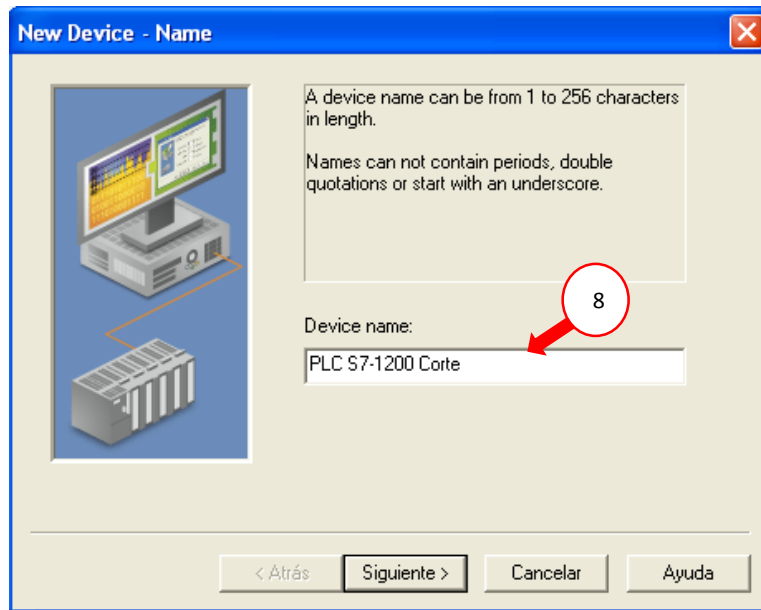 New Device - Name
A device name can be from 1 to 256 characters
in length.
Names can not contain periods, double
quotations or start with an underscore.
8
Device name:
PLC S7-1200 Corte
< Atrás
Siguiente >
Cancelar
Ayuda